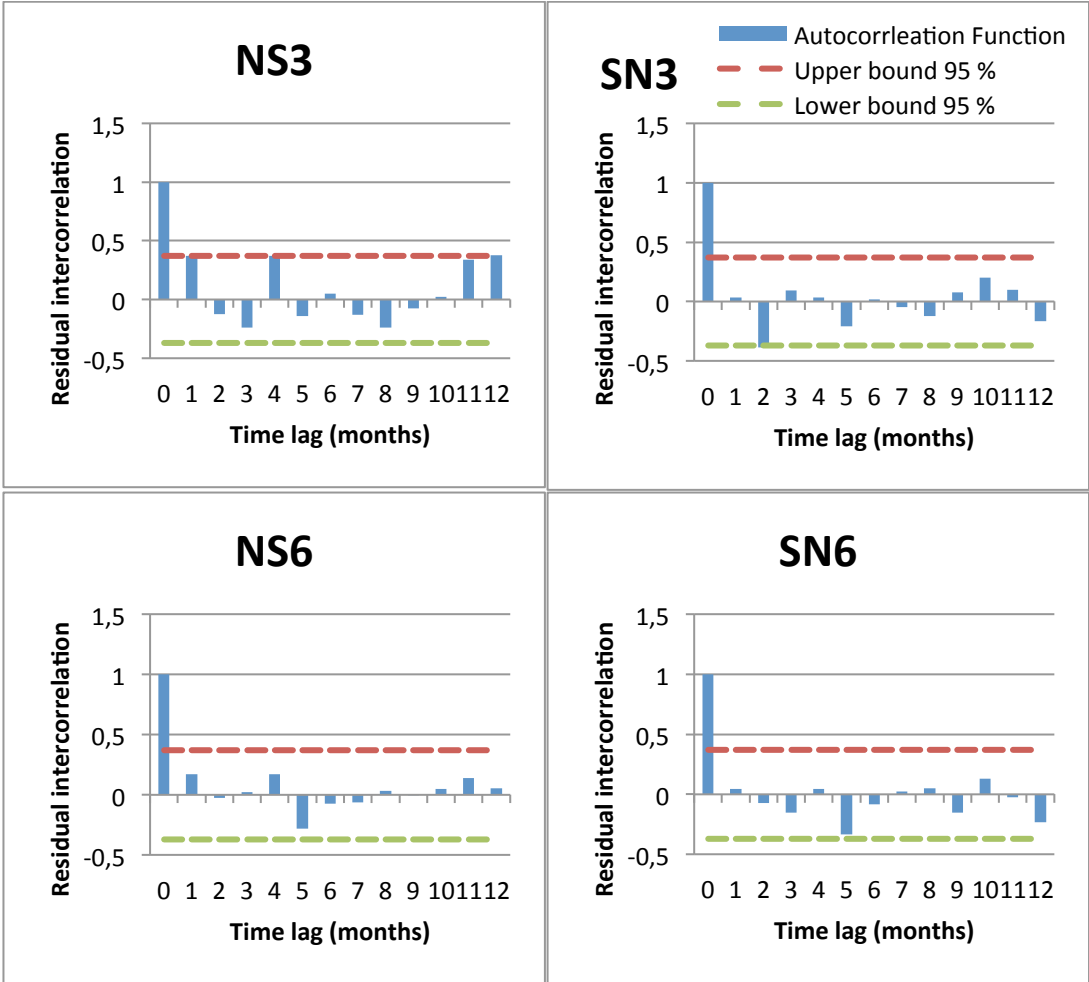 NS3
1,5
1
0,5
0
-0,5
Residual intercorrelation
0 1 2 3 4 5 6 7 8 9 10 11 12
Time lag (months)
SN3
Autocorrleation Function
Upper bound 95 %
Lower bound 95 %
1,5
1
0,5
0
-0,5
Residual intercorrelation
0 1 2 3 4 5 6 7 8 9 10 11 12
Time lag (months)
NS6
1,5
1
0,5
0
-0,5
Residual intercorrelation
0 1 2 3 4 5 6 7 8 9 10 11 12
Time lag (months)
SN6
1,5
1
0,5
0
-0,5
Residual intercorrelation
0 1 2 3 4 5 6 7 8 9 10 11 12
Time lag (months)